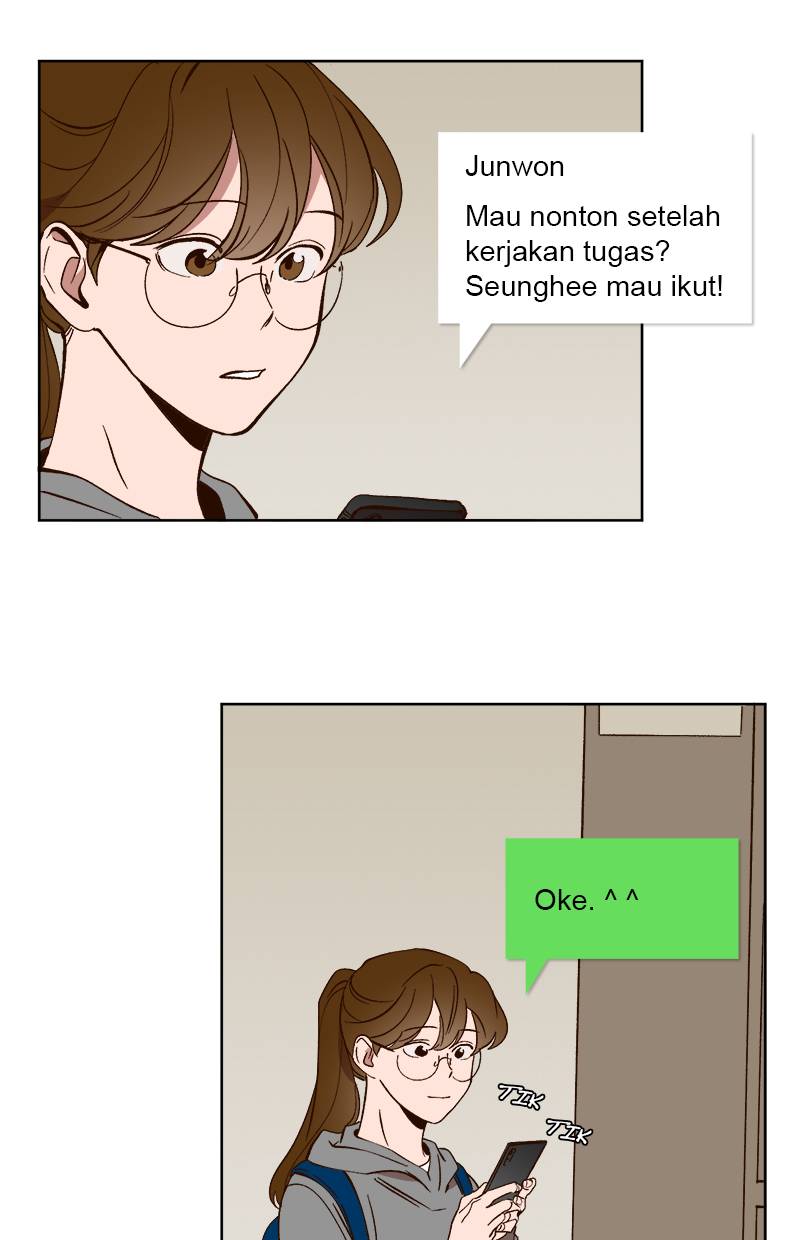 Junwon
Mau nonton setelah
kerjakan tugas?
Seunghee mau ikut!
Oke. ^ ^
TIK
TIK